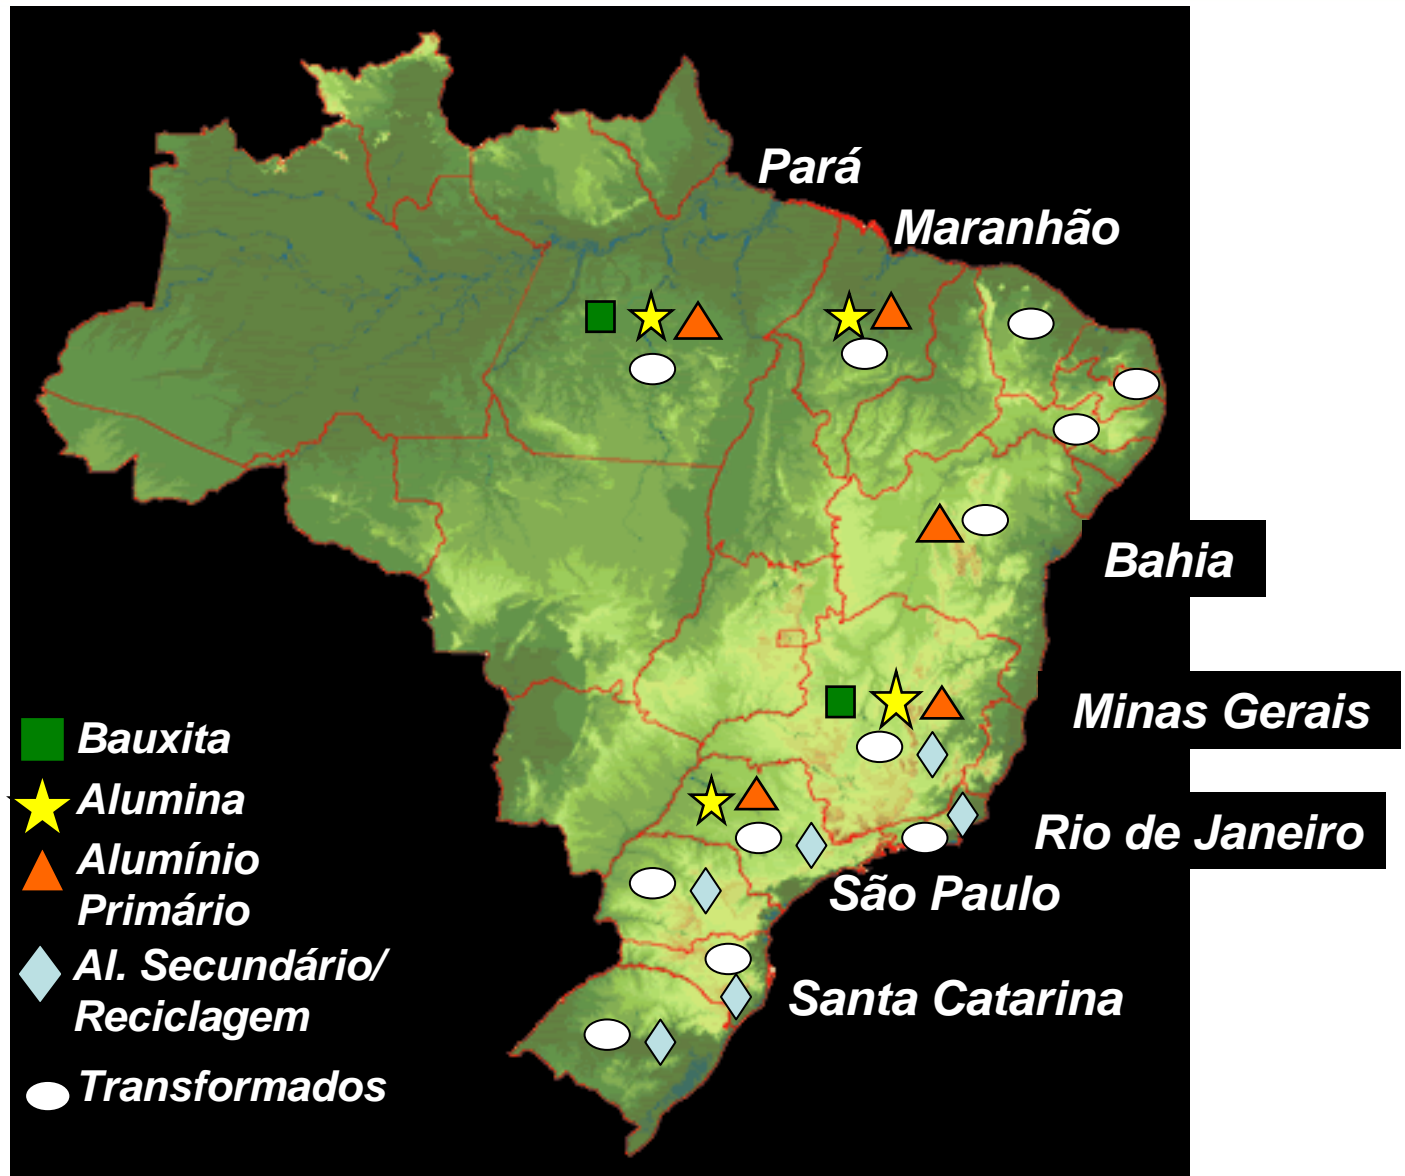 Pará
Maranhão
Bahia
Minas Gerais
Rio de Janeiro
São Paulo
Santa Catarina
Bauxita
Alumina
Alumínio
Primário
Al. Secundário/
Reciclagem
Transformados